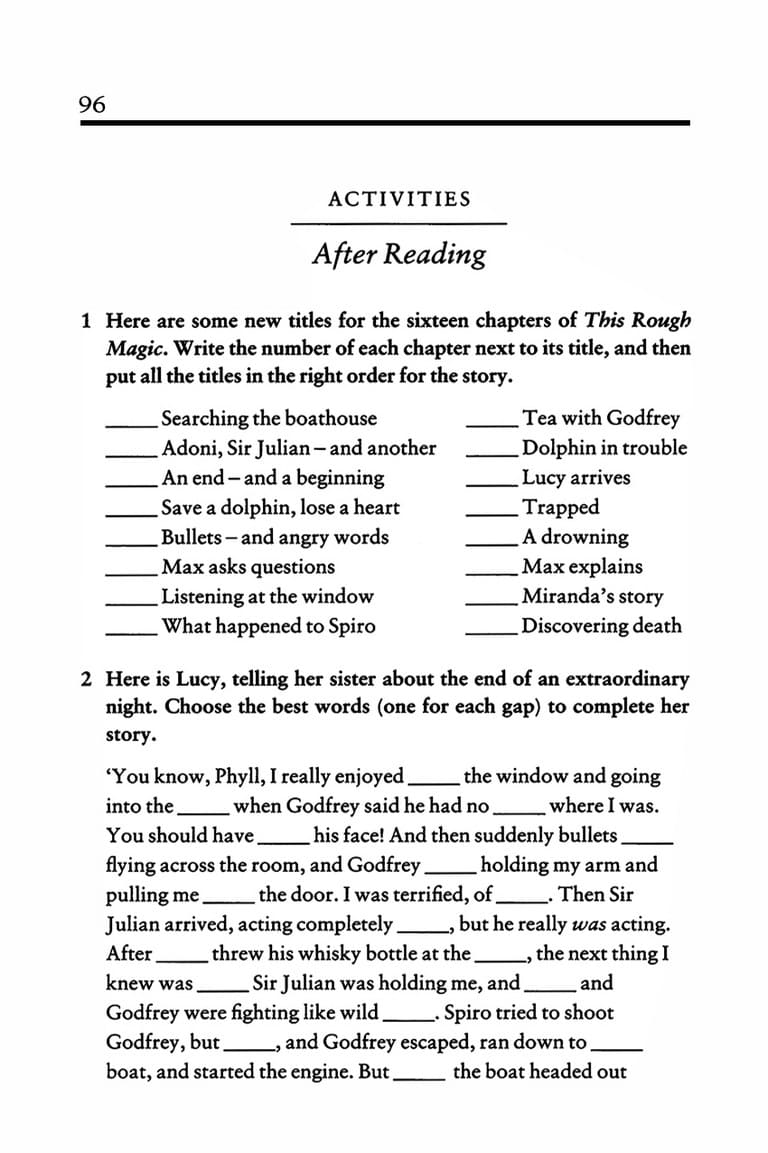 96
ACTIVITIES
After Reading
1 Here are some new titles for the sixteen chapters of This Rough
Magic. Write the number of each chapter next to its title, and then
put all the titles in the right order for the story.
_____ Searching the boathouse
_____ Adoni, Sir Julian – and another
_____ An end – and a beginning
_____ Save a dolphin, lose a heart
_____ Bullets – and angry words
_____ Max asks questions
_____ Listening at the window
_____ What happened to Spiro
_____ Tea with Godfrey
_____ Dolphin in trouble
_____ Lucy arrives
_____ Trapped
_____ A drowning
_____ Max explains
_____ Miranda’s story
_____ Discovering death
2 Here is Lucy, telling her sister about the end of an extraordinary
night. Choose the best words (one for each gap) to complete her
story.
‘You know, Phyll, I really enjoyed _____ the window and going
into the _____ when Godfrey said he had no _____ where I was.
You should have _____ his face! And then suddenly bullets _____
flying across the room, and Godfrey _____ holding my arm and
pulling me _____ the door. I was terrified, of _____. Then Sir
Julian arrived, acting completely _____, but he really was acting.
After _____ threw his whisky bottle at the _____, the next thing I
knew was _____ Sir Julian was holding me, and _____ and
Godfrey were fighting like wild _____. Spiro tried to shoot
Godfrey, but _____, and Godfrey escaped, ran down to _____
boat, and started the engine. But _____ the boat headed out